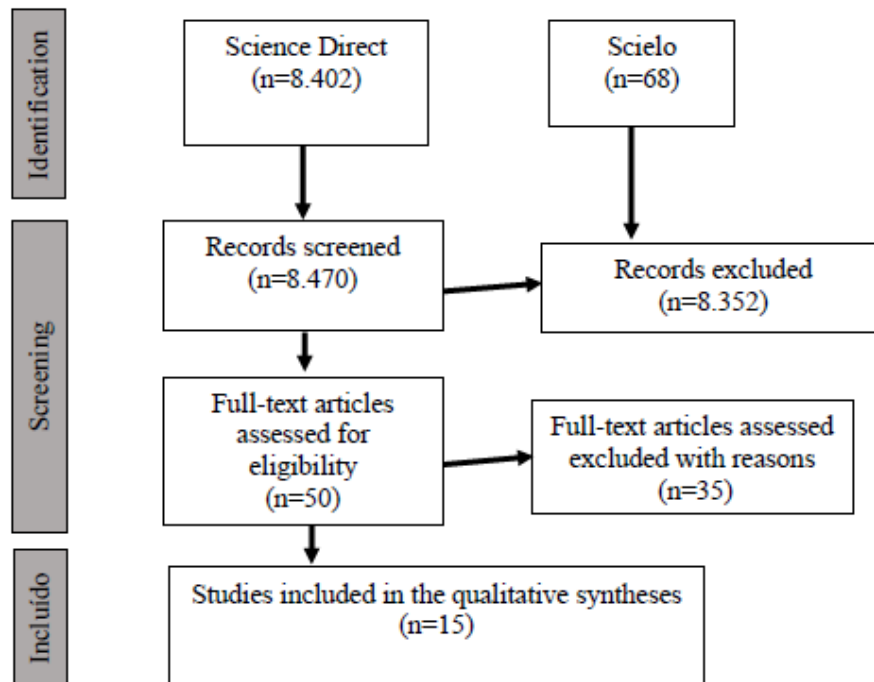 Identification
Science Direct
(n=8.402)
Scielo
(n=68)
Screening
Records screened
(n=8.470)
Records excluded
(n=8.352)
Full-text articles
assessed for
eligibility
(n=50)
Full-text articles assessed
excluded with reasons
(n=35)
Incluído
Studies included in the qualitative syntheses
(n=15)